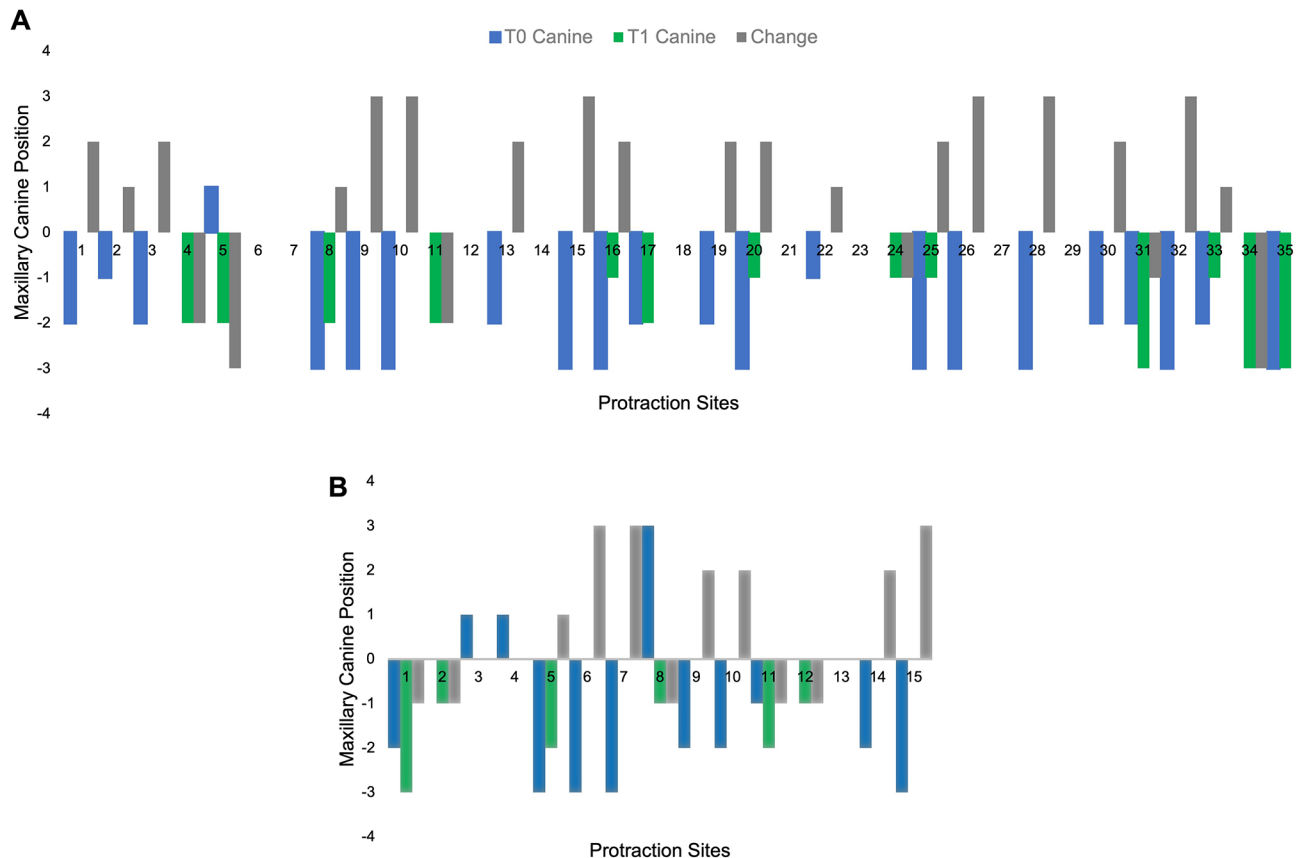 A
T0 Canine T1 Canine Change
Maxillary Canine Position
4
3
2
1
0
-1
-2
-3
-4
1 2 3 4 5 6 7 8 9 10 11 12 13 14 15 16 17 18 19 20 21 22 23 24 25 26 27 28 29 30 31 32 33 34 35
Protraction Sites
B
Maxillary Canine Position
4
3
2
1
0
-1
-2
-3
-4
1 2 3 4 5 6 7 8 9 10 11 12 13 14 15
Protraction Sites